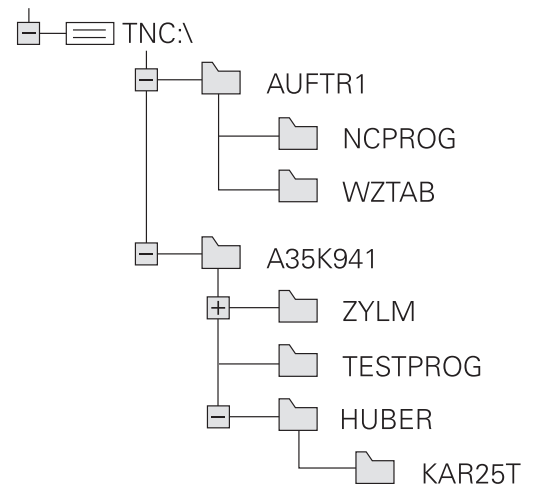 TNC:\
AUFTR1
NCPROG
WZTAB
A35K941
ZYLM
TESTPROG
HUBER
KAR25T